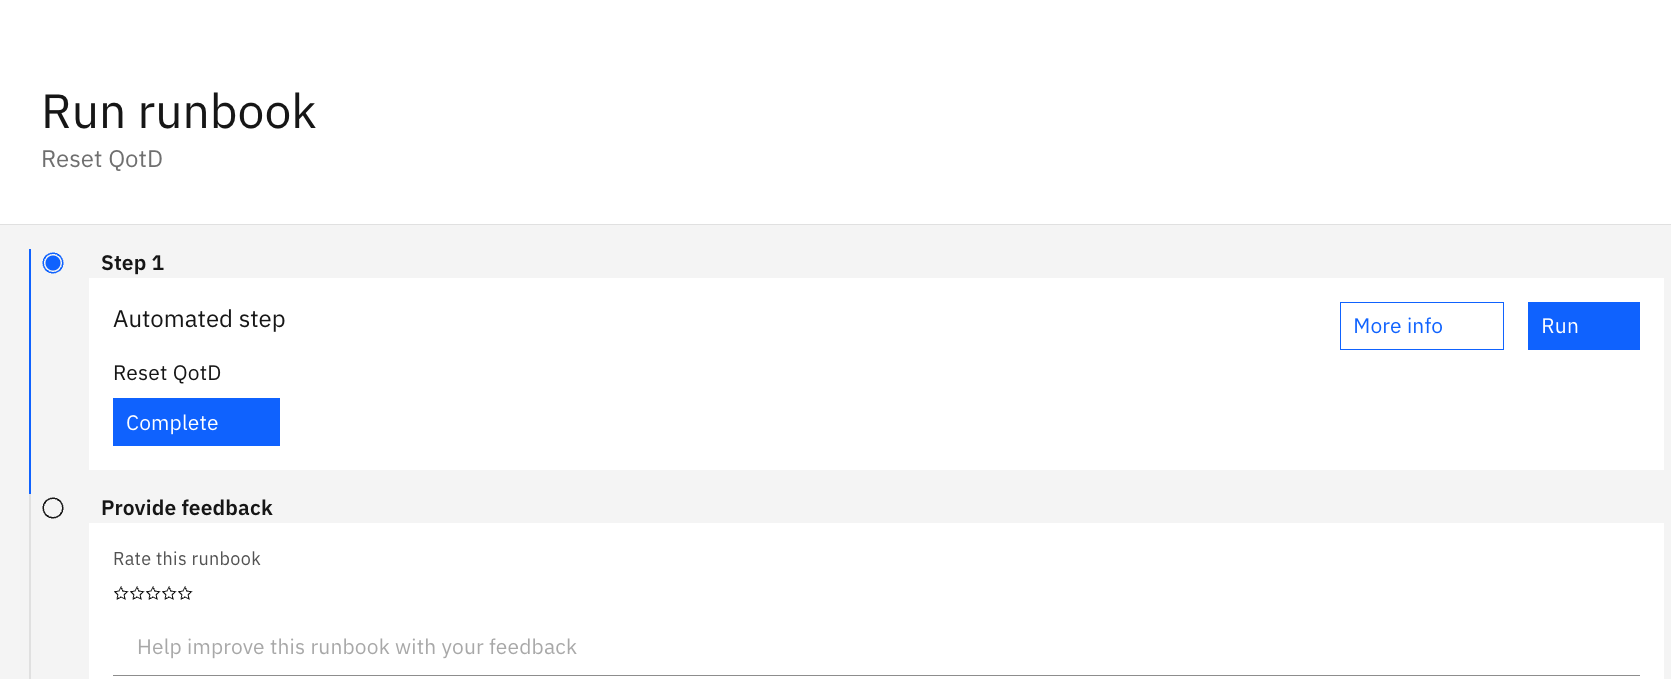 Run runbook
Reset QotD
Step 1
Automated step
More info
Run
Reset QotD
Complete
Provide feedback
Rate this runbook
Help improve this runbook with your feedback